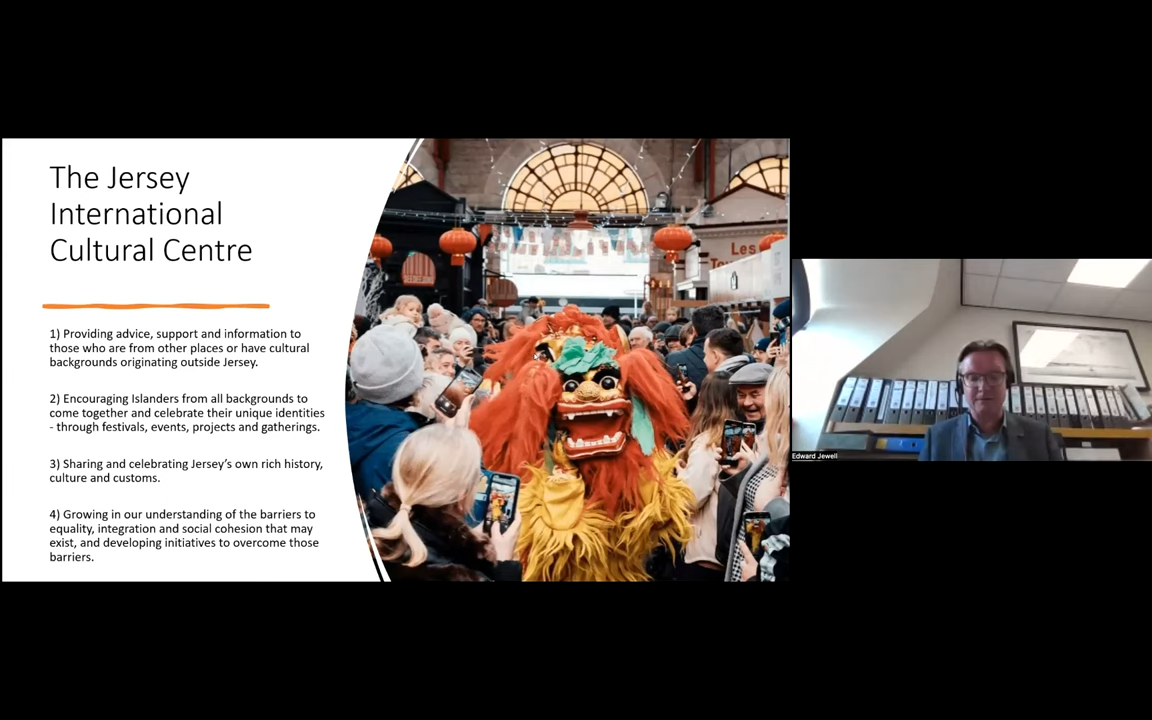 The Jersey
International
Cultural Centre
1) Providing advice, support and information to
those who are from other places or have cultural
backgrounds originating outside Jersey.
2) Encouraging Islanders from all backgrounds to
come together and celebrate their unique identities
- through festivals, events, projects and gatherings.
3) Sharing and celebrating Jersey’s own rich history,
culture and customs.
4) Growing in our understanding of the barriers to
equality, integration and social cohesion that may
exist, and developing initiatives to overcome those
barriers.
Les
Edward Jewell